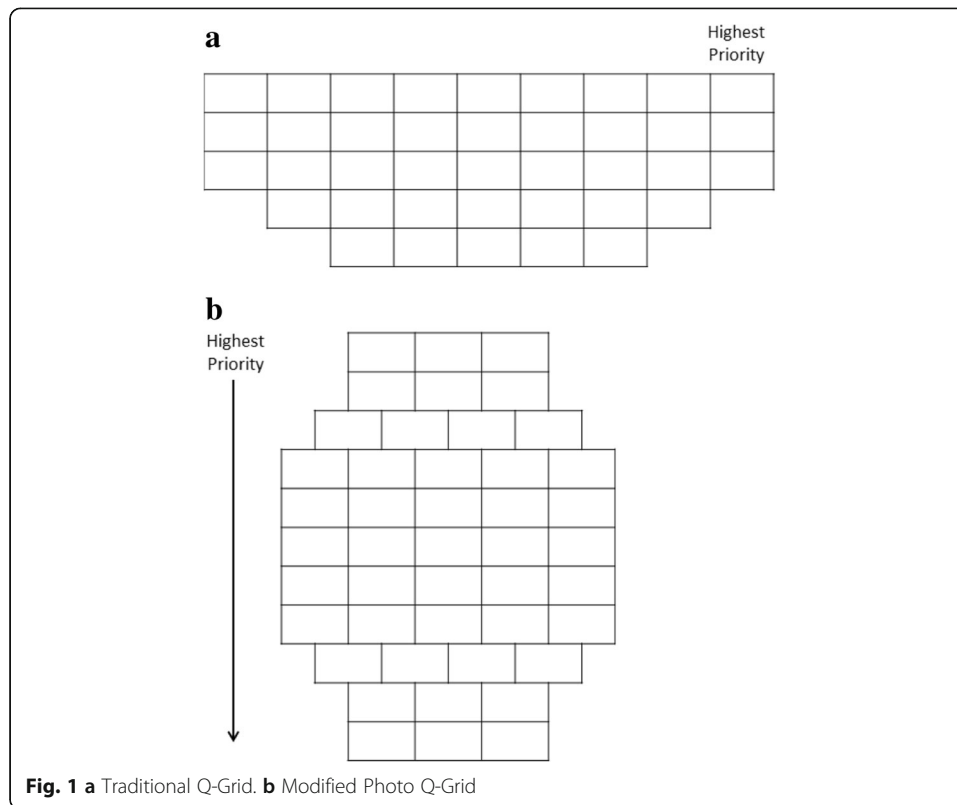 a
Highest
Priority
b
Highest
Priority
Fig. 1 a Traditional Q-Grid. b Modified Photo Q-Grid